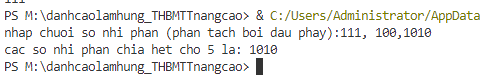 PS M:\danhcaolamhung_THBMTTnangcao> & C:/Users/Administrator/AppData
nhap chuoi so nhi phan (phan tach boi dau phay):111, 100,1010
cac so nhi phan chia het cho 5 la: 1010
PS M:\danhcaolamhung_THBMTTnangcao>